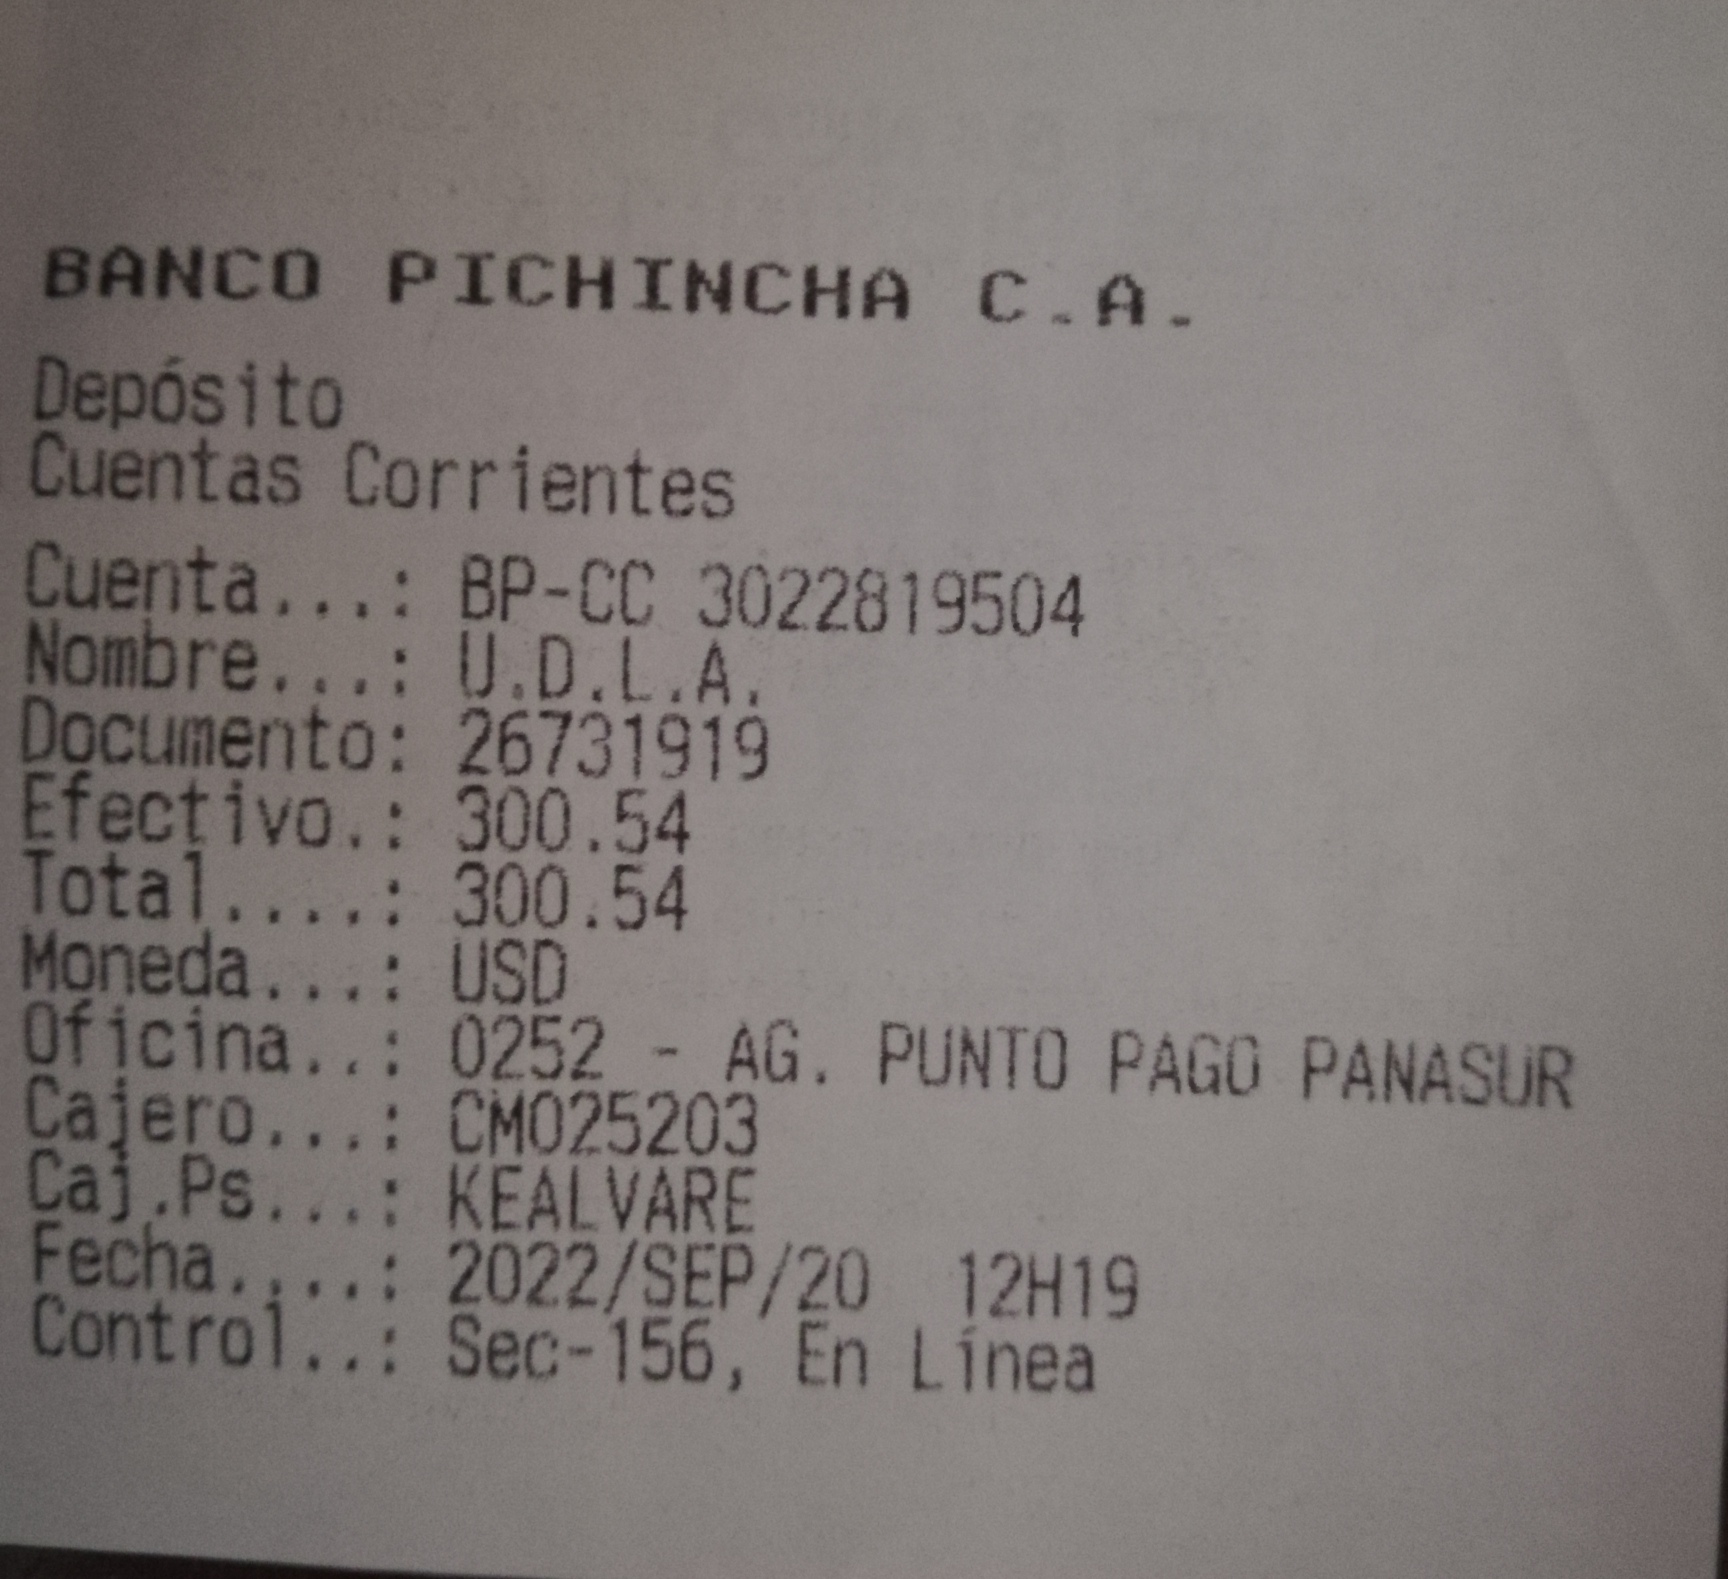 BANCO PICHINCHA C.A.
Depósito
Cuentas Corrientes
Cuenta...: BP-CC 3022819504
Nombre...: U.D.L.A.
Documento: 26731919
Efectivo.: 300.54
Total....: 300.54
Moneda...: USD
Oficina..: 0252 - AG. PUNTO PAGO PANASUR
Cajero...: CM025203
Caj.Ps...: KEALVARE
Fecha....: 2022/SEP/20  12H19
Control..: Sec-156, En Línea